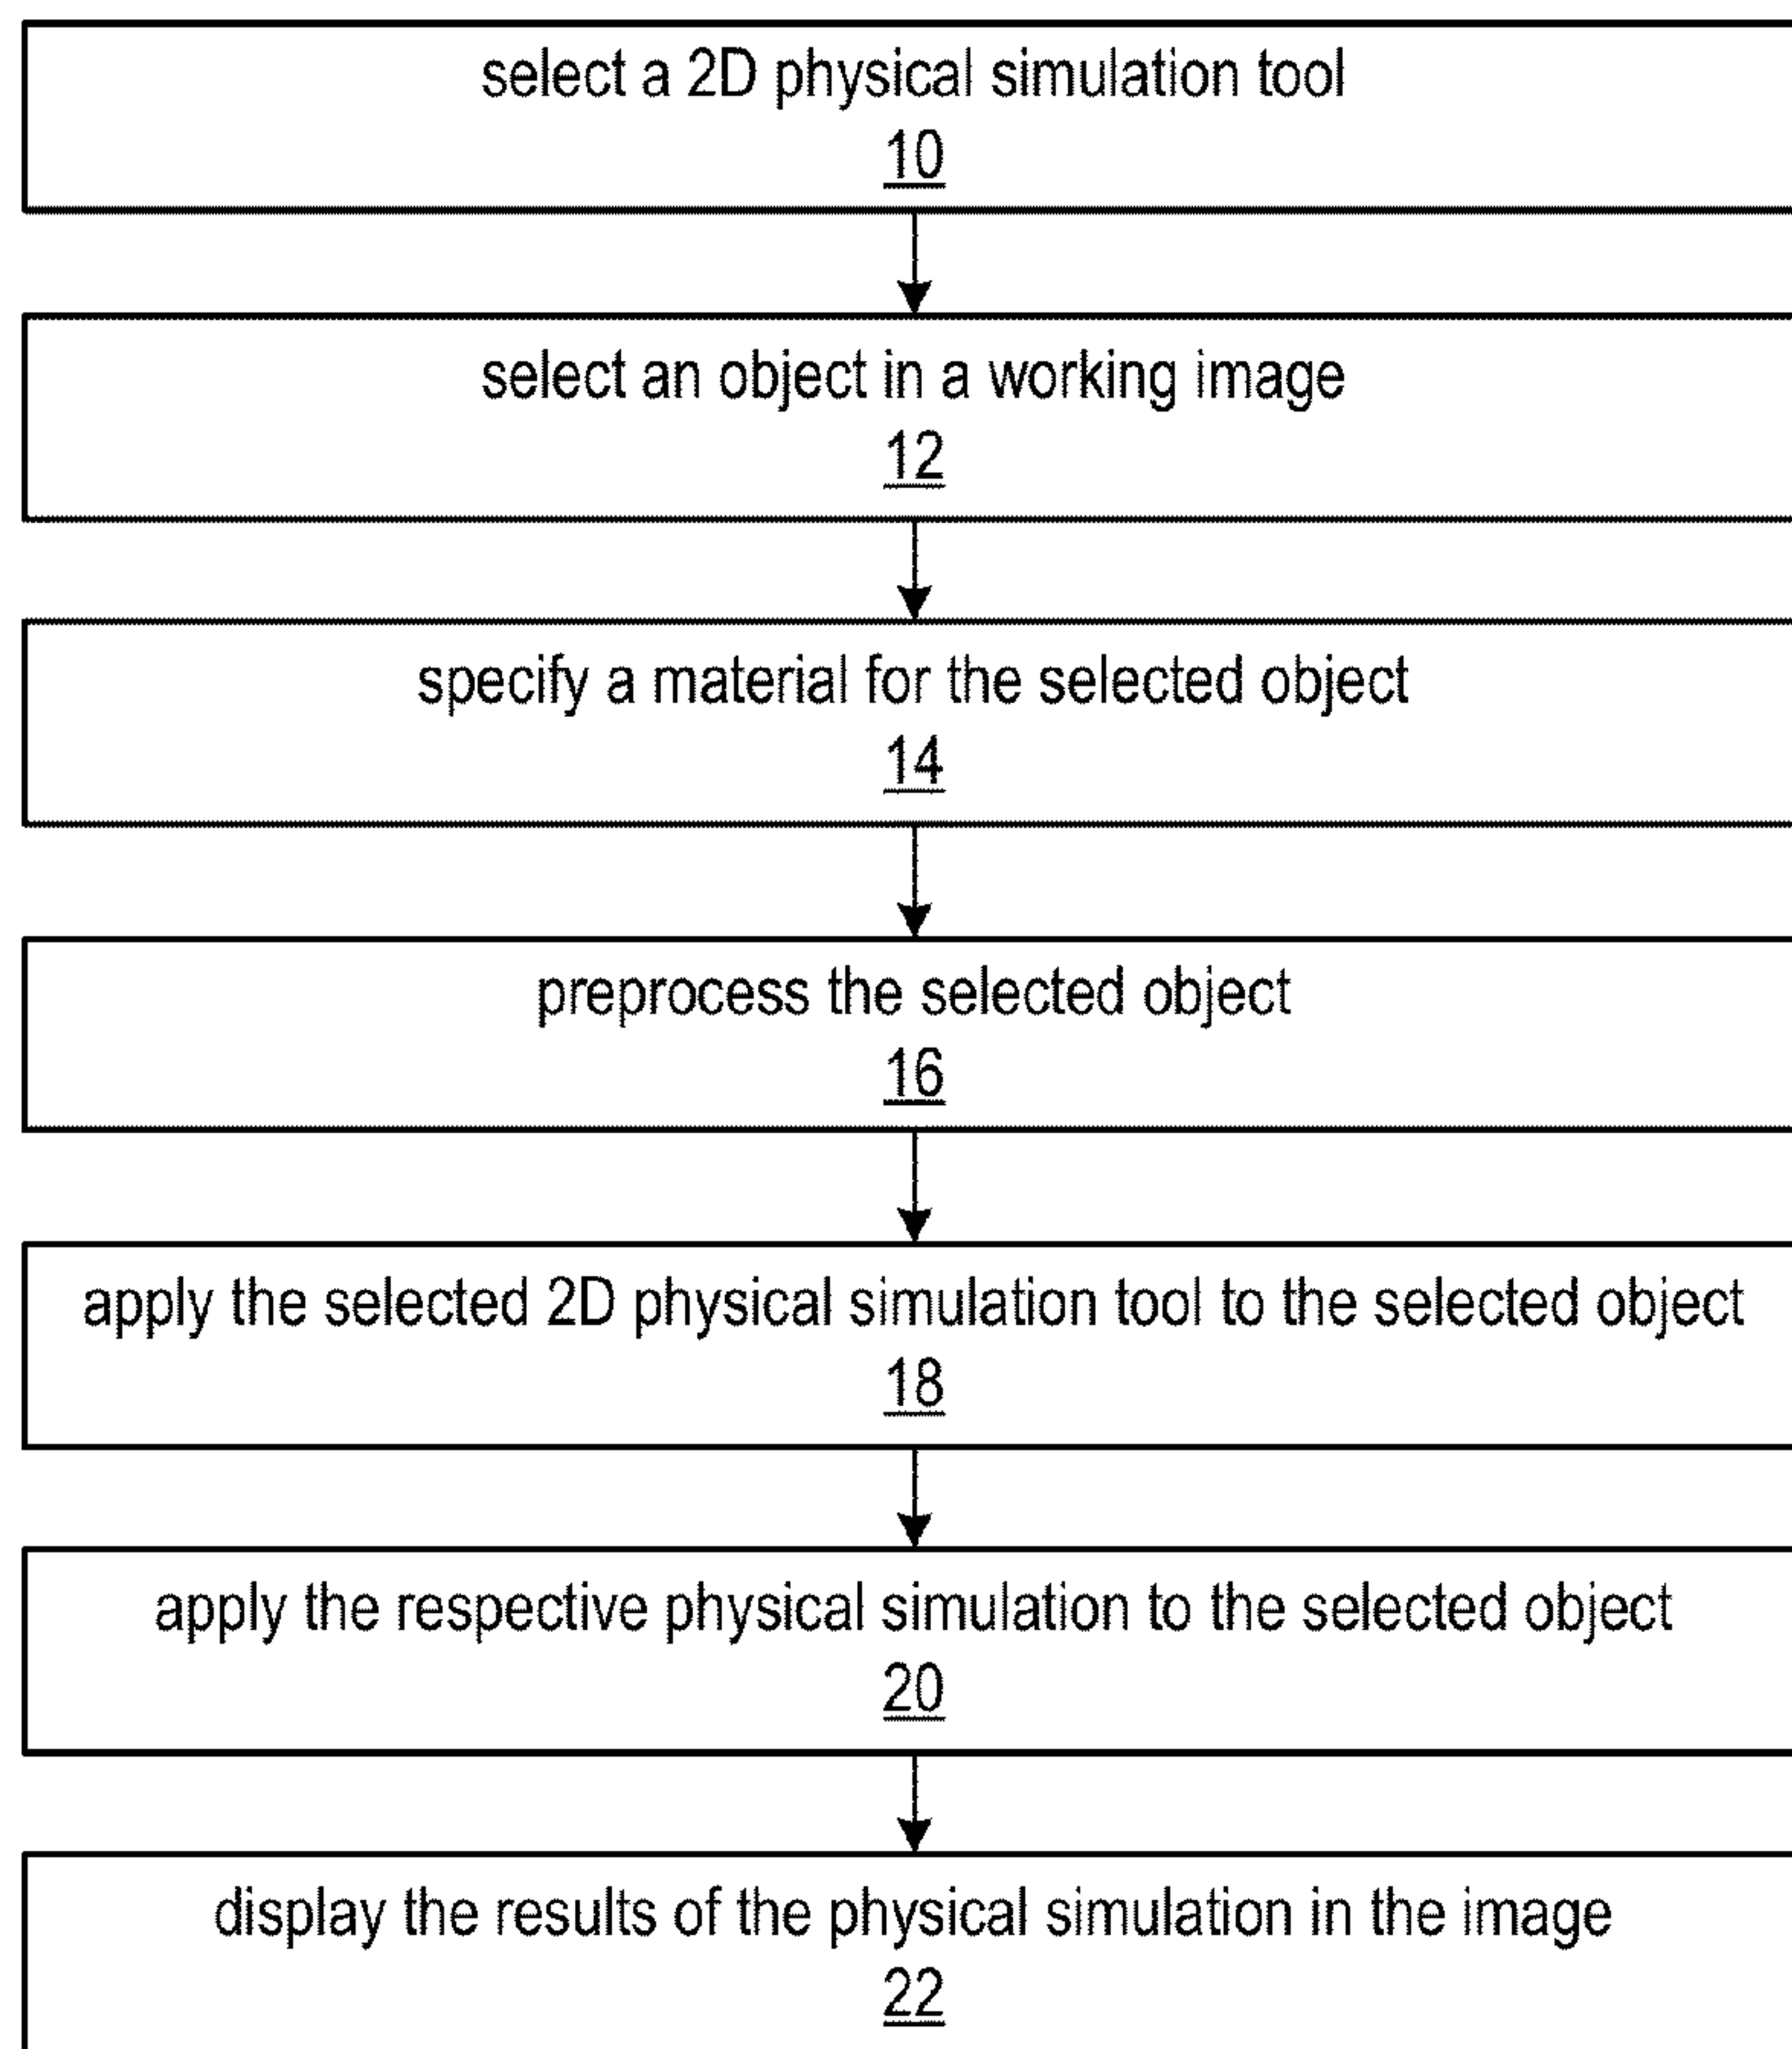 select a 2D physical simulation tool
10
select an object in a working image
12
specify a material for the selected object
14
preprocess the selected object
16
apply the selected 2D physical simulation tool to the selected object
18
apply the respective physical simulation to the selected object
20
display the results of the physical simulation in the image
22